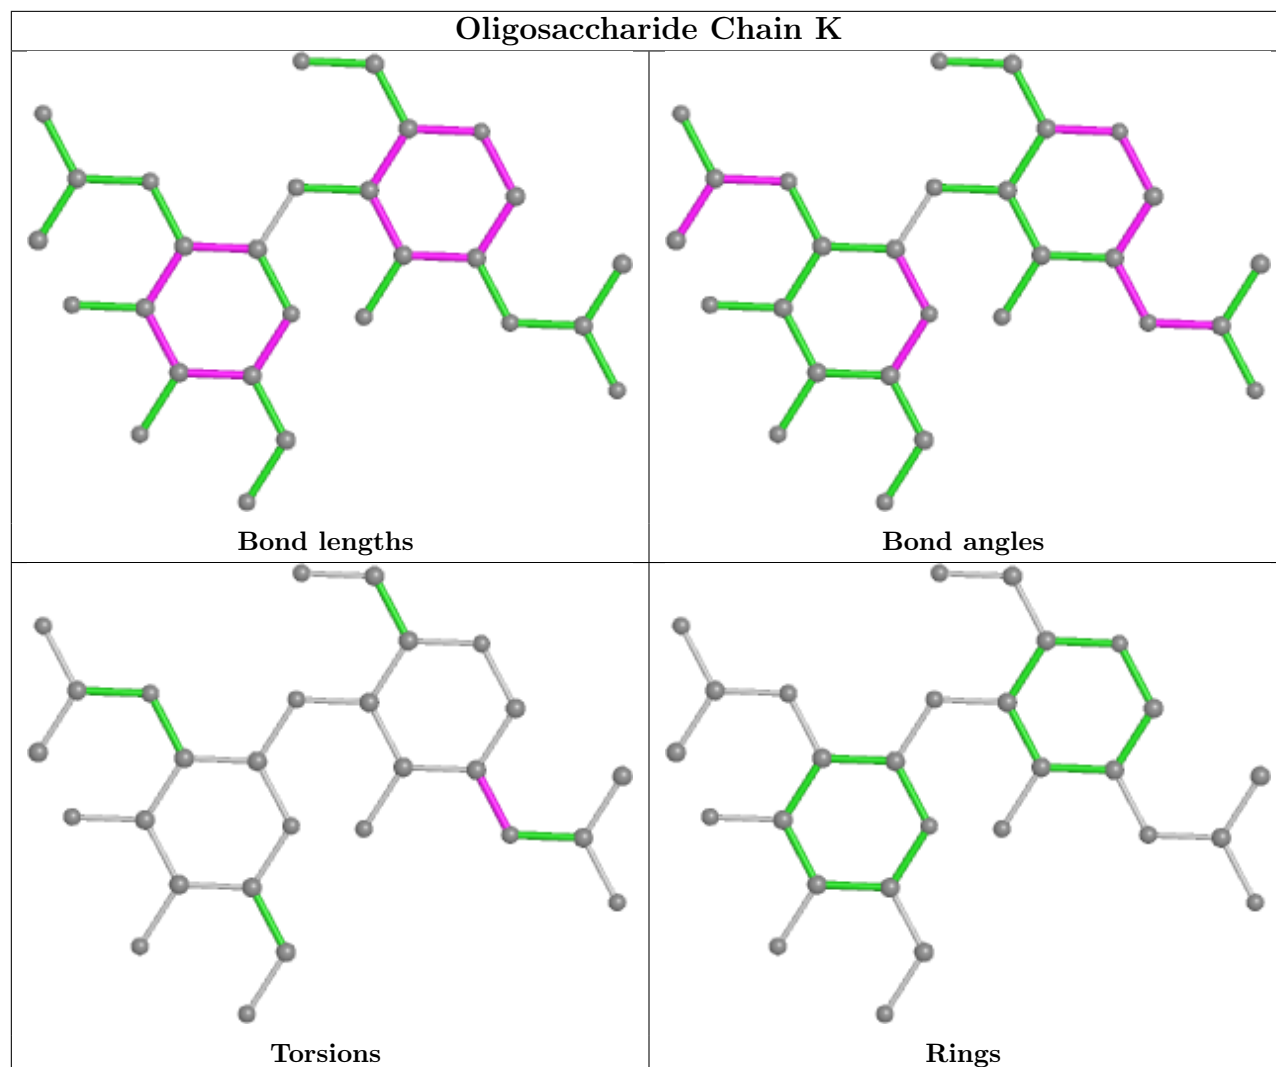 Oligosaccharide Chain K
Bond lengths
Bond angles
Torsions
Rings